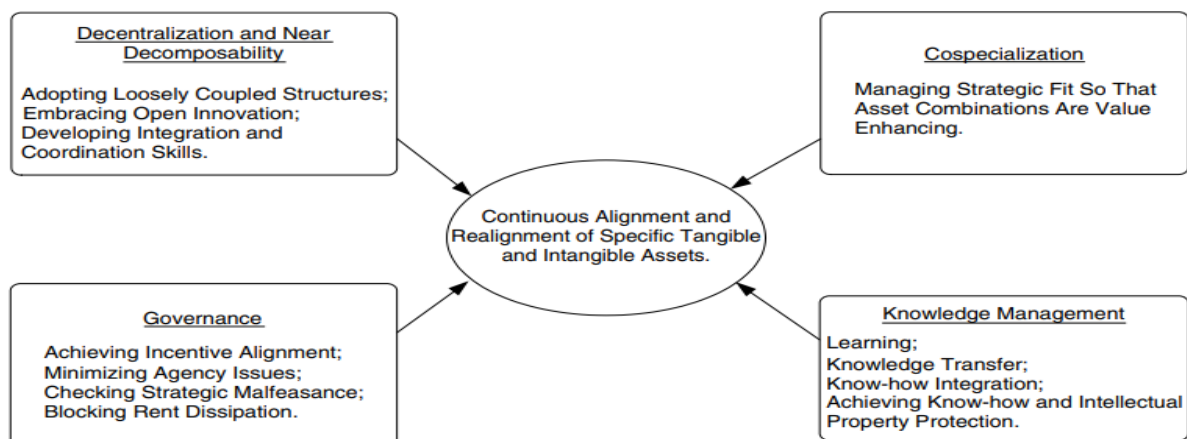 Decentralization and Near
Decomposability
Adopting Loosely Coupled Structures;
Embracing Open Innovation;
Developing Integration and
Coordination Skills.
Cospecialization
Managing Strategic Fit So That
Asset Combinations Are Value
Enhancing.
Continuous Alignment and
Realignment of Specific Tangible
and Intangible Assets.
Governance
Achieving Incentive Alignment;
Minimizing Agency Issues;
Checking Strategic Malfeasance;
Blocking Rent Dissipation.
Knowledge Management
Learning;
Knowledge Transfer;
Know-how Integration;
Achieving Know-how and Intellectual
Property Protection.